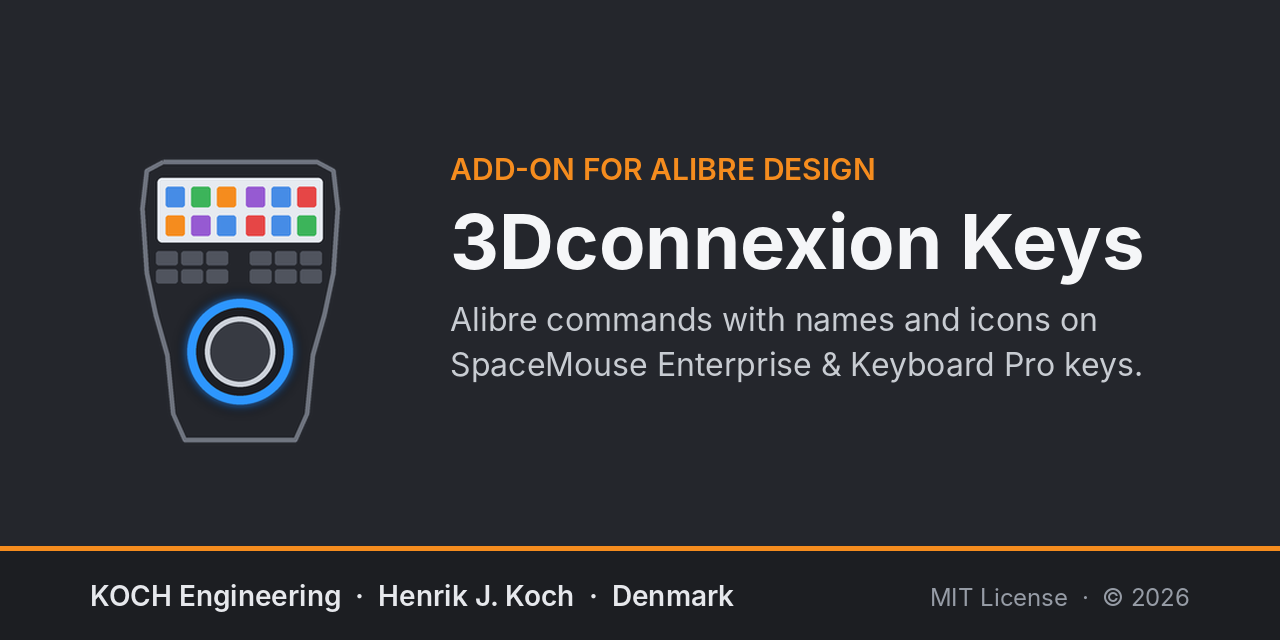 ADD-ON FOR ALIBRE DESIGN
3Dconnexion Keys
Alibre commands with names and icons on
SpaceMouse Enterprise & Keyboard Pro keys.
KOCH Engineering · Henrik J. Koch · Denmark
MIT License · © 2026